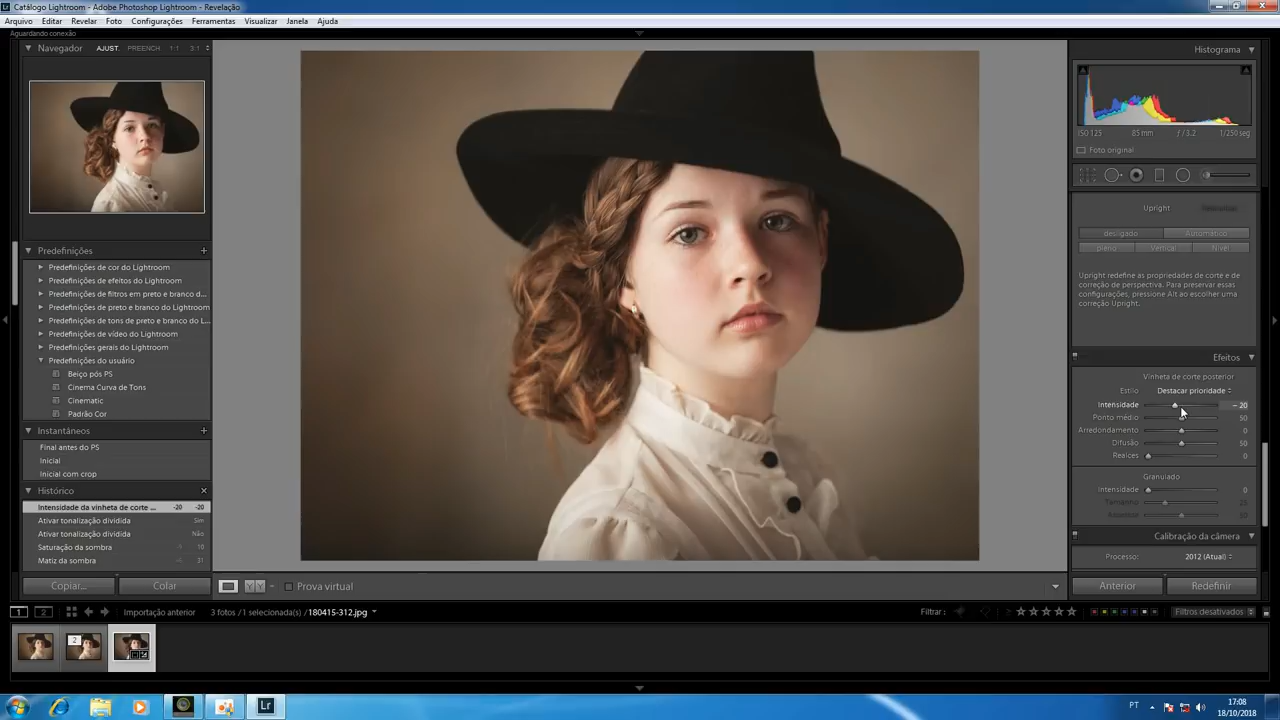 Catálogo Lightroom - Adobe Photoshop Lightroom - Revelação
Arquivo Editar Revelar Foto Configurações Ferramentas Visualizar Janela Ajuda
Aguardando conexão
Navegador AJUST. PREENCH 1:1 3:1
Predefinições
Predefinições de cor do Lightroom
Predefinições de efeitos do Lightroom
Predefinições de filtros em preto e branco d...
Predefinições de preto e branco do Lightroom
Predefinições de tons de preto e branco do L...
Predefinições de vídeo do Lightroom
Predefinições gerais do Lightroom
Predefinições do usuário
Beiço pós PS
Cinema Curva de Tons
Cinematic
Padrão Cor
Instantâneos
Final antes do PS
Inicial
Inicial com crop
Histórico
Intensidade da vinheta de corte ... -20 -20
Ativar tonalização dividida Sim
Ativar tonalização dividida Não
Saturação da sombra 10
Matiz da sombra 31
Copiar... Colar
Prova virtual
Histograma
ISO 125 85 mm ƒ / 3,2 1/250 seg
Foto original
Upright
desligado Automático
pleno Vertical Nível
Upright redefine as propriedades de corte e de
correção de perspectiva. Para preservar essas
configurações, pressione Alt ao escolher uma
correção Upright.
Efeitos
Vinheta de corte posterior
Estilo Destacar prioridade
Intensidade - 20
Ponto médio 50
Arredondamento 0
Difusão 50
Realces 0
Granulado
Intensidade 0
Tamanho 25
50
Calibração da câmera
Processo: 2012 (Atual)
Anterior Redefinir
1 2 Importação anterior 3 fotos /1 selecionada(s) /180415-312.jpg Filtrar : Filtros desativados
2
Lr PT 17:08
18/10/2018